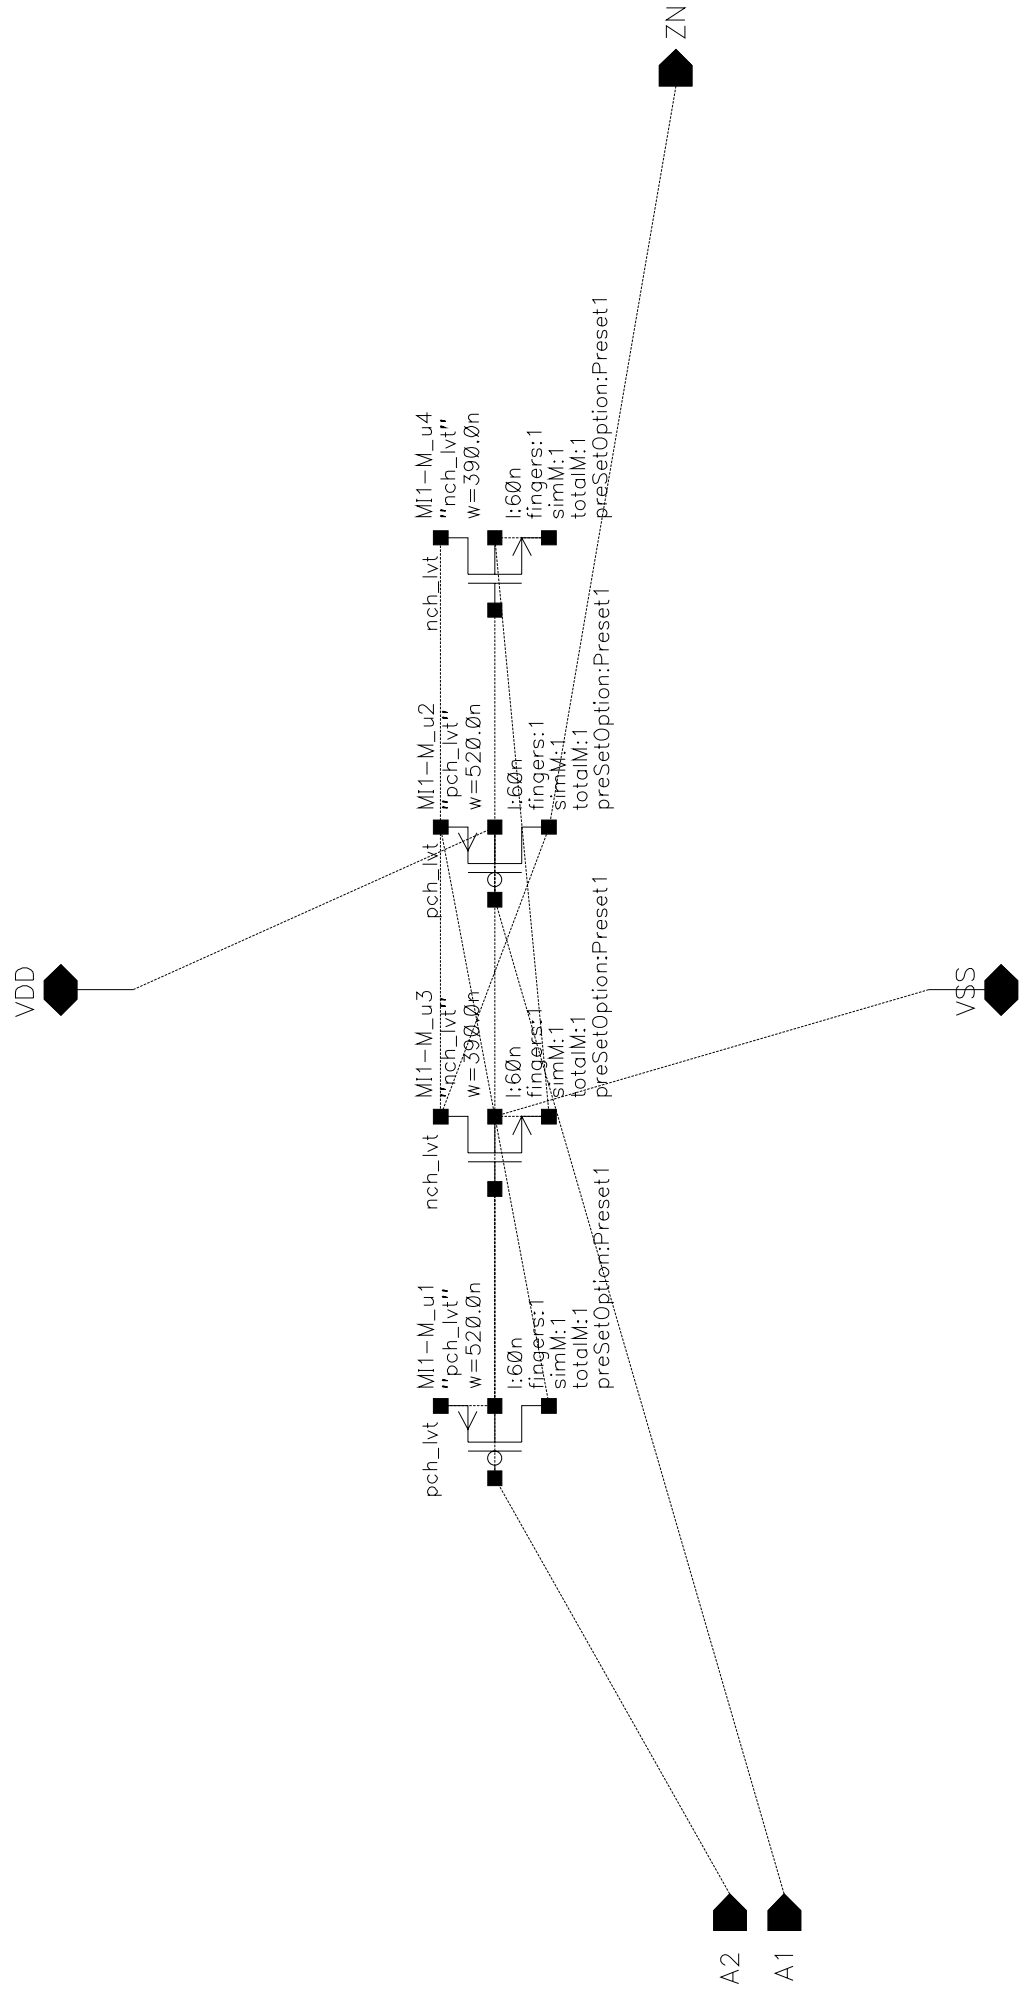 VDD
ZN
MI1-M_u1
"pch_lvt"
w=520.0n
l:60n
fingers:1
simM:1
totalM:1
preSetOption:Preset1
pch_lvt
MI1-M_u3
"nch_lvt"
w=390.0n
l:60n
fingers:1
simM:1
totalM:1
preSetOption:Preset1
nch_lvt
MI1-M_u2
"pch_lvt"
w=520.0n
l:60n
fingers:1
simM:1
totalM:1
preSetOption:Preset1
pch_lvt
MI1-M_u4
"nch_lvt"
w=390.0n
l:60n
fingers:1
simM:1
totalM:1
preSetOption:Preset1
nch_lvt
A2
A1
VSS